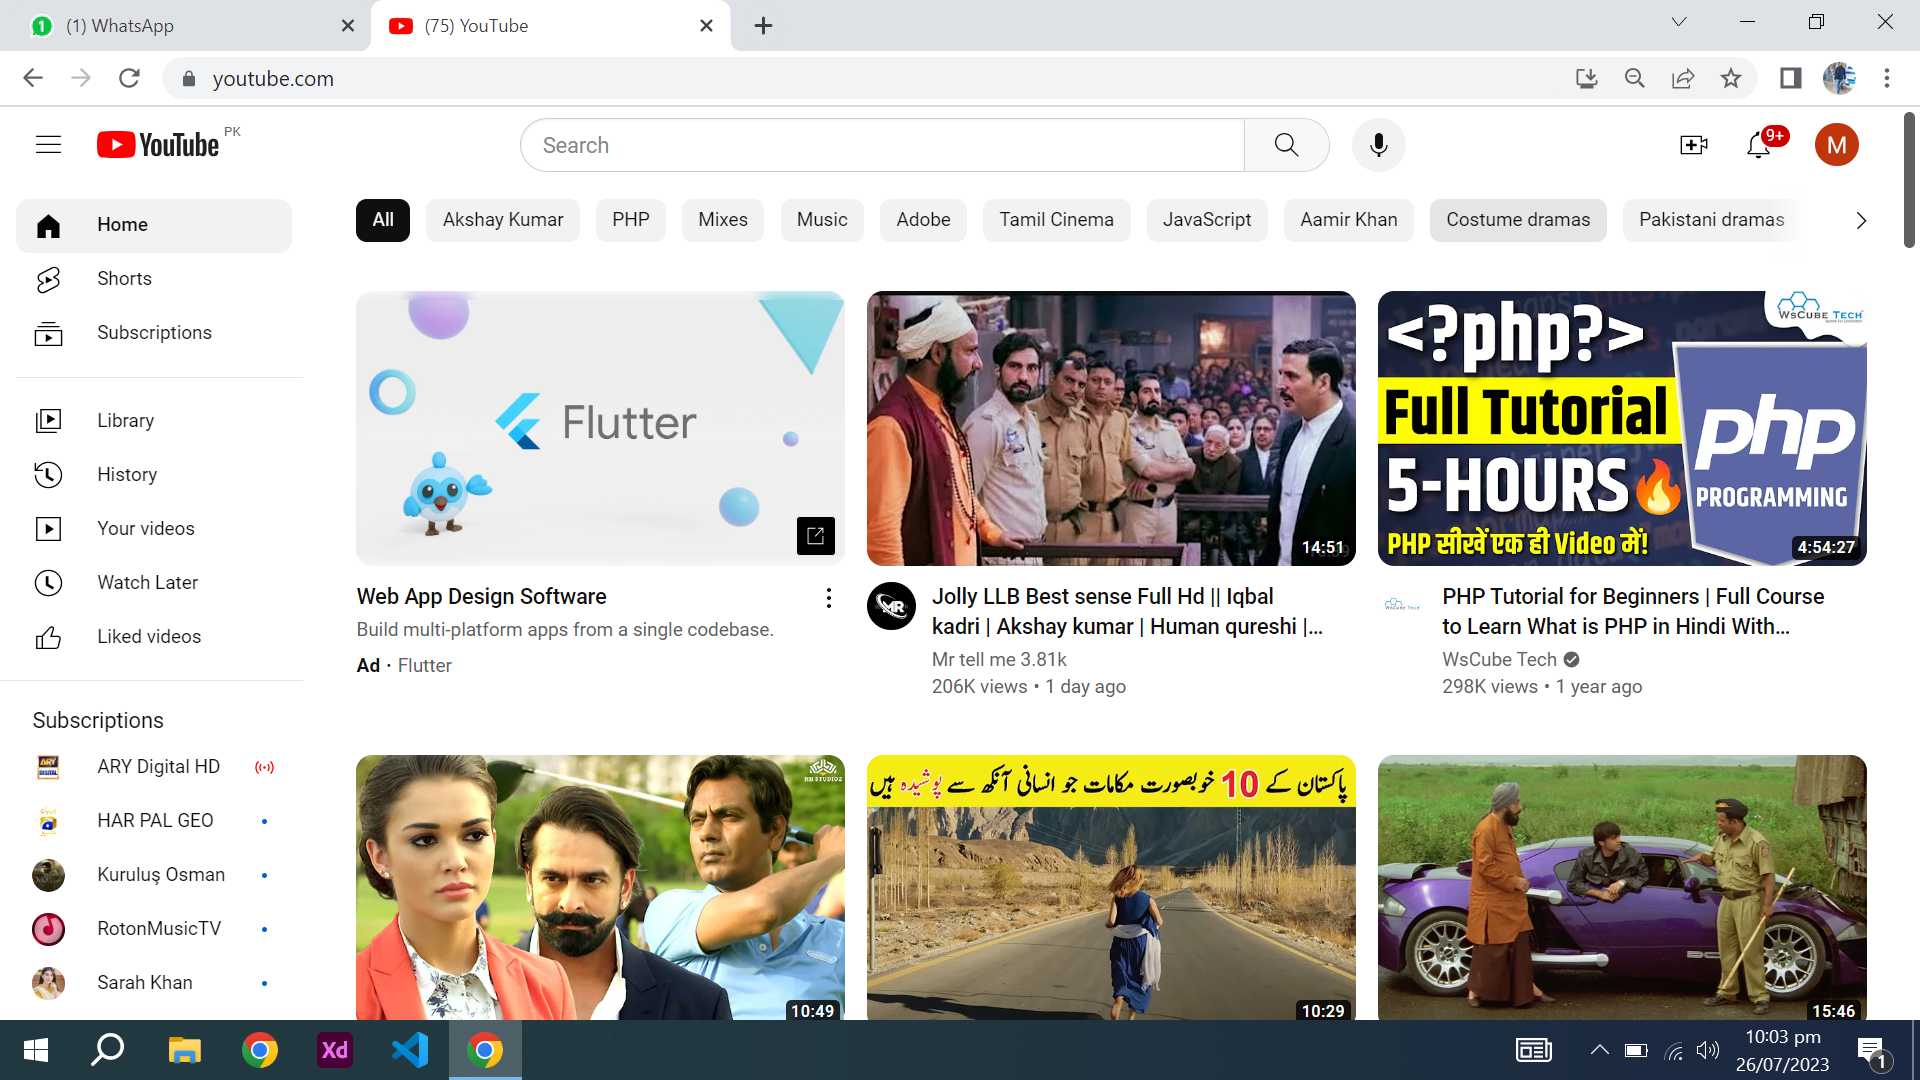 (1) WhatsApp
(75) YouTube
youtube.com
YouTube PK
Search
9+
M
Home
Shorts
Subscriptions
Library
History
Your videos
Watch Later
Liked videos
Subscriptions
ARY Digital HD
HAR PAL GEO
Kuruluş Osman
RotonMusicTV
Sarah Khan
All
Akshay Kumar
PHP
Mixes
Music
Adobe
Tamil Cinema
JavaScript
Aamir Khan
Costume dramas
Pakistani dramas
Flutter
Web App Design Software
Build multi-platform apps from a single codebase.
Ad · Flutter
14:51
MR
Jolly LLB Best sense Full Hd || Iqbal
kadri | Akshay kumar | Human qureshi |...
Mr tell me 3.81k
206K views • 1 day ago
WsCube Tech
<?php?>
Full Tutorial
5-HOURS
PHP सीखें एक ही Video में!
php
PROGRAMMING
4:54:27
PHP Tutorial for Beginners | Full Course
to Learn What is PHP in Hindi With...
WsCube Tech
298K views • 1 year ago
10:49
پاکستان کے 10 خوبصورت مکامات جو انسانی آنکھ سے پوشیدہ ہیں
10:29
DC
15:46
Xd
10:03 pm
26/07/2023
1